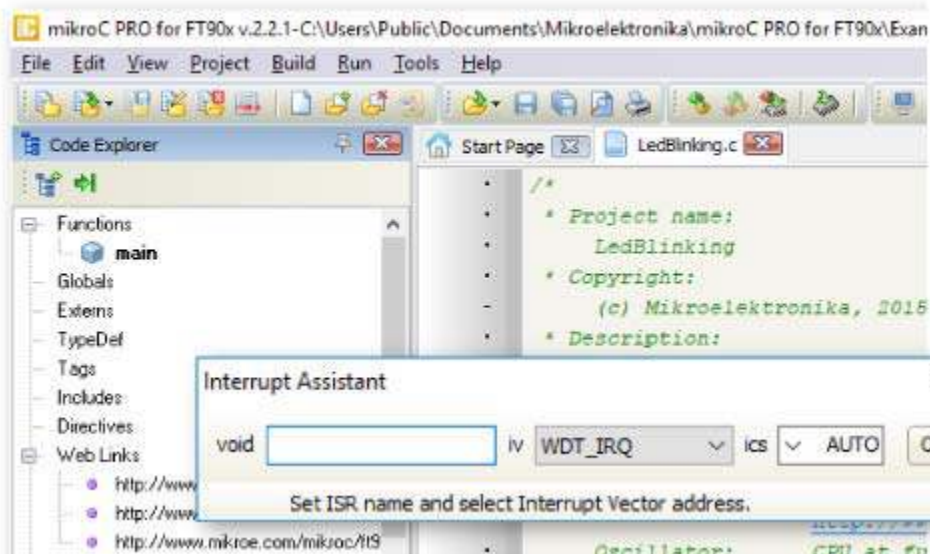 mikroC PRO for FT90x v.2.2.1-C:\Users\Public\Documents\Mikroelektronika\mikroC PRO for FT90x\Exan
File Edit View Project Build Run Tools Help
Code Explorer
Start Page LedBlinking.c
Functions
main
Globals
Externs
TypeDef
Tags
Includes
Directives
Web Links
http://www
http://www
http://www.mikroe.com/mikroc/ft9
/*
* Project name:
LedBlinking
* Copyright:
(c) Mikroelektronika, 2015
* Description:
Interrupt Assistant
void iv WDT_IRQ ics AUTO
Set ISR name and select Interrupt Vector address.
Oscillator: